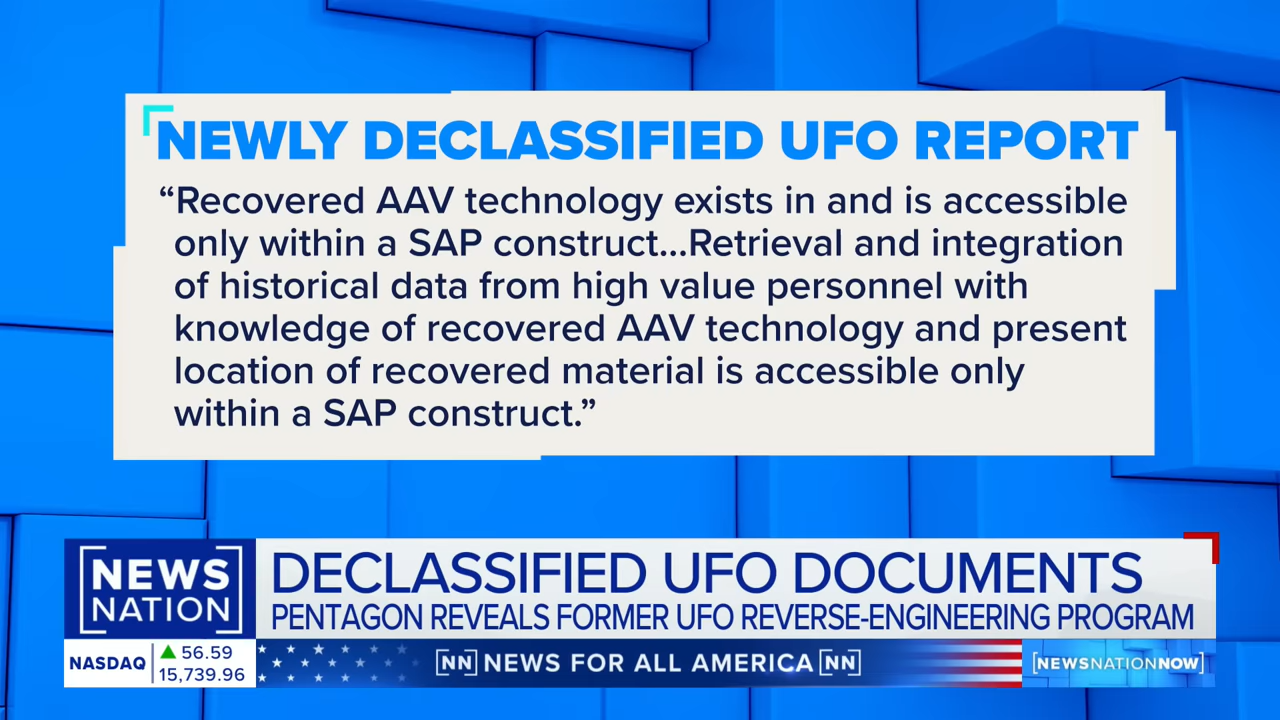 NEWLY DECLASSIFIED UFO REPORT
“Recovered AAV technology exists in and is accessible
only within a SAP construct...Retrieval and integration
of historical data from high value personnel with
knowledge of recovered AAV technology and present
location of recovered material is accessible only
within a SAP construct.”
NEWS
NATION
DECLASSIFIED UFO DOCUMENTS
PENTAGON REVEALS FORMER UFO REVERSE-ENGINEERING PROGRAM
NASDAQ
56.59
15,739.96
NN NEWS FOR ALL AMERICA NN
NEWSNATIONNOW